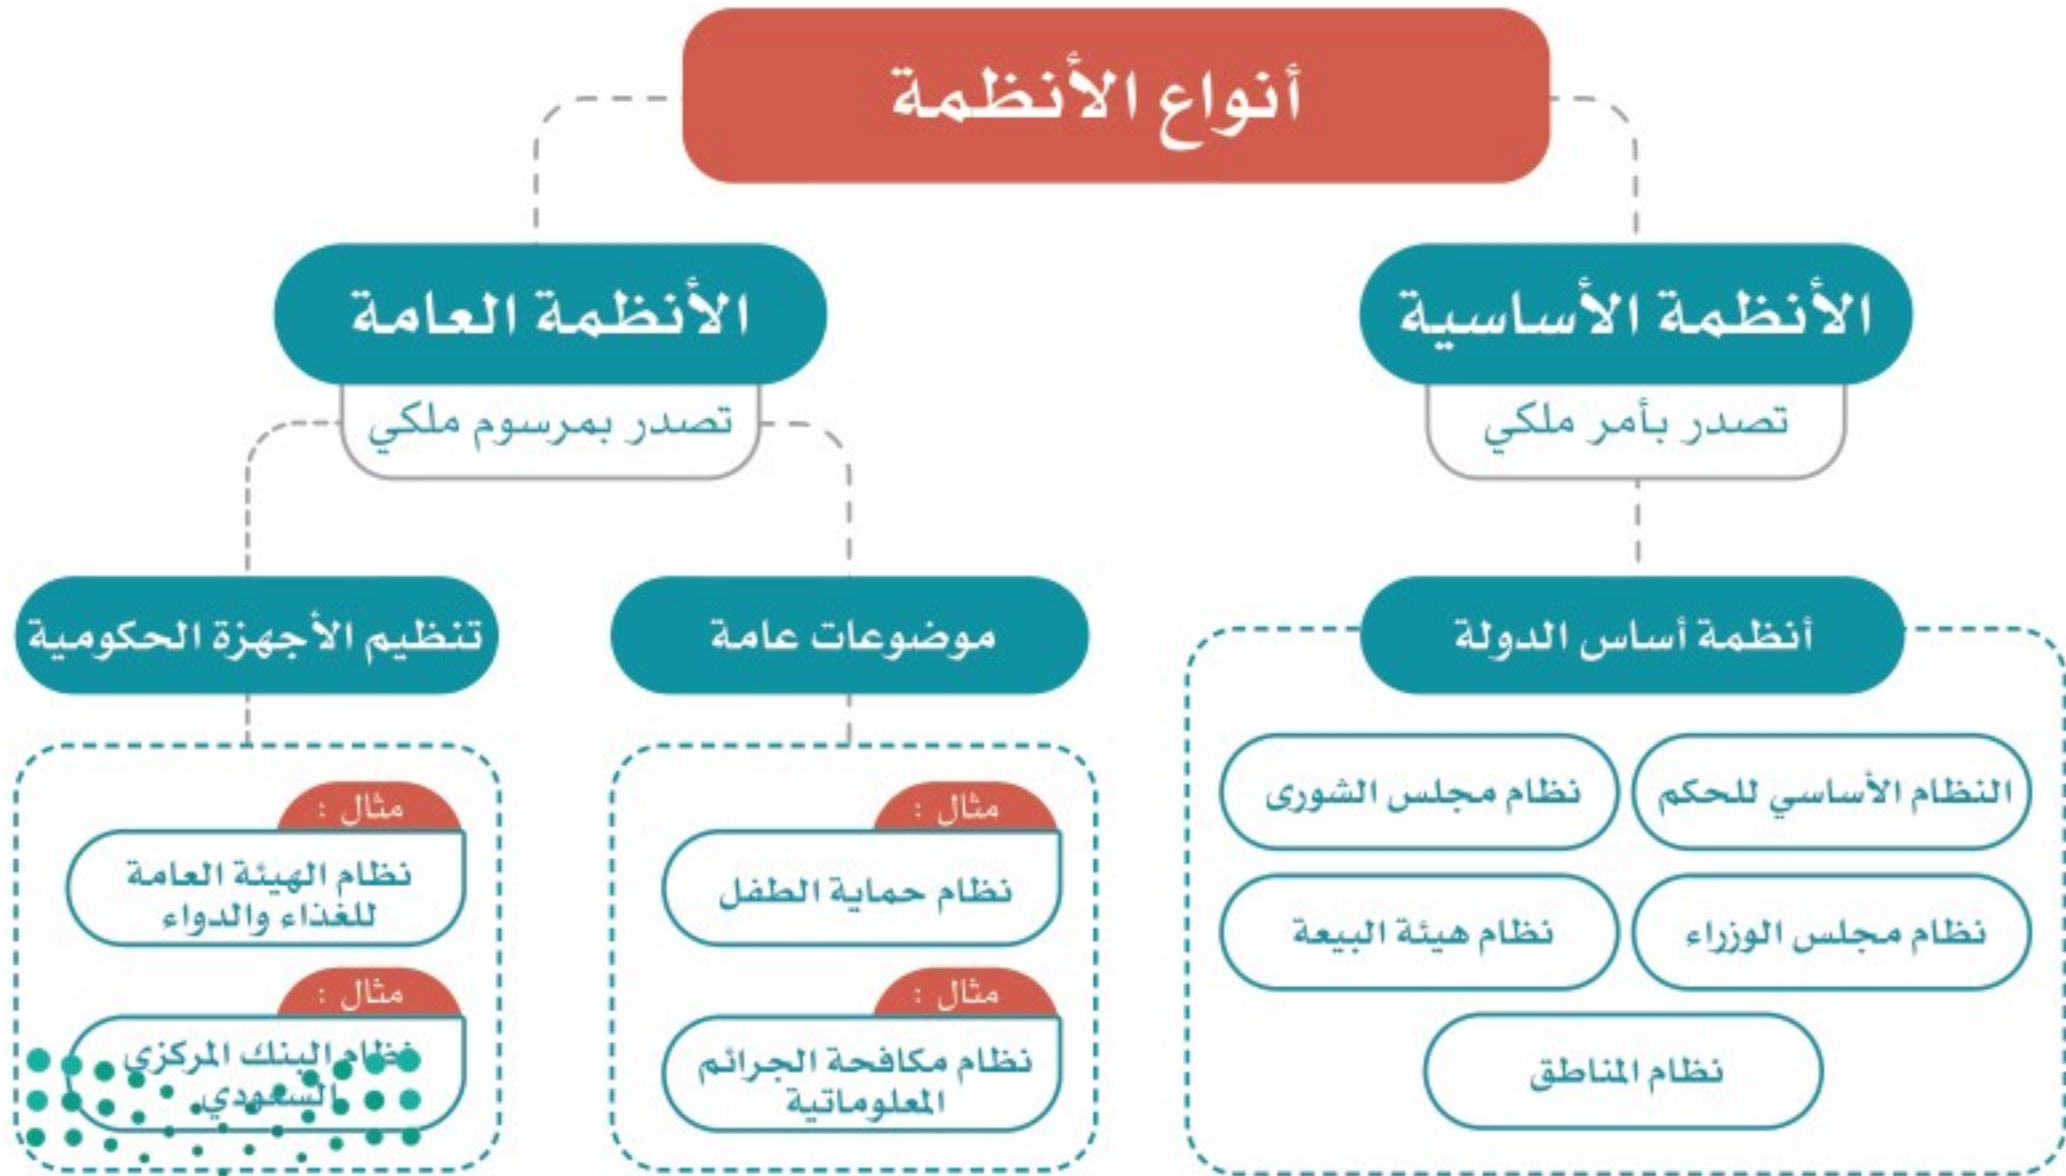 أنواع الأنظمة
الأنظمة الأساسية
تصدر بأمر ملكي
أنظمة أساس الدولة
النظام الأساسي للحكم
نظام مجلس الشورى
نظام مجلس الوزراء
نظام هيئة البيعة
نظام المناطق
الأنظمة العامة
تصدر بمرسوم ملكي
موضوعات عامة
مثال :
نظام حماية الطفل
مثال :
نظام مكافحة الجرائم
المعلوماتية
تنظيم الأجهزة الحكومية
مثال :
نظام الهيئة العامة
للغذاء والدواء
مثال :
نظام البنك المركزي
السعودي